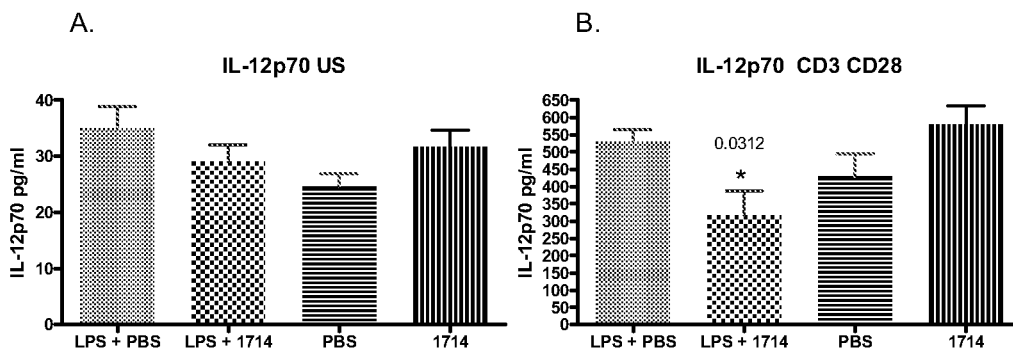 A.
IL-12p70 US
IL-12p70 pg/ml
40
30
20
10
0
LPS + PBS
LPS + 1714
PBS
1714
B.
IL-12p70 CD3 CD28
IL-12p70 pg/ml
650
600
550
500
450
400
350
300
250
200
150
100
50
0
0.0312
*
LPS + PBS
LPS + 1714
PBS
1714